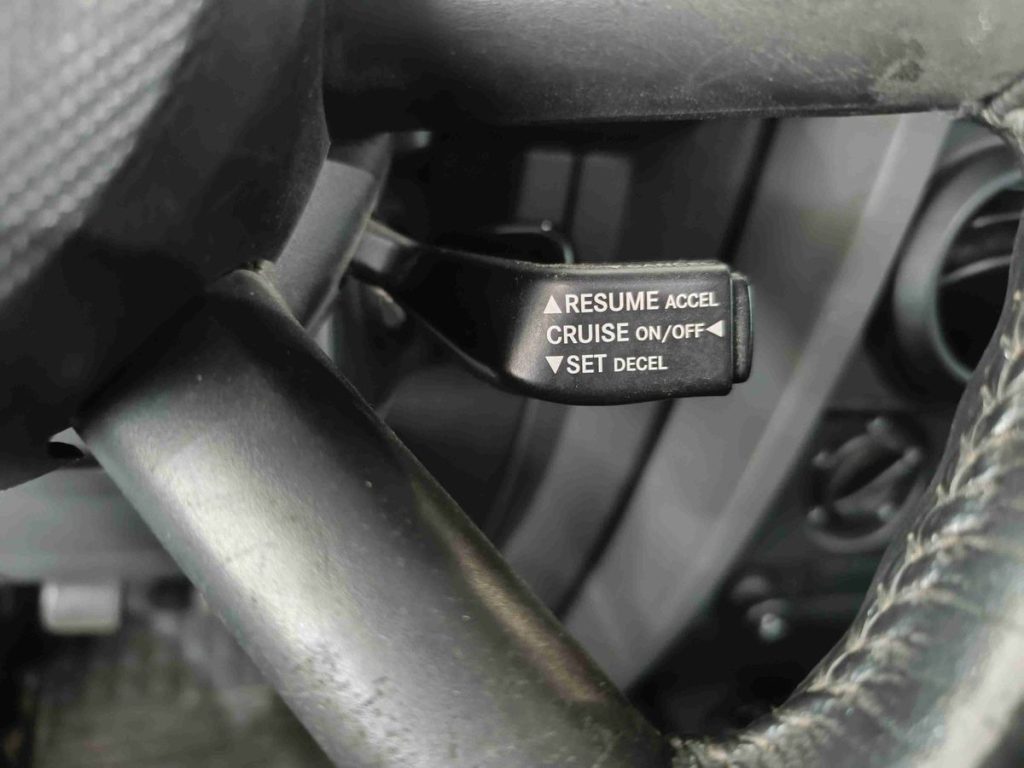 ▲RESUME ACCEL
CRUISE ON/OFF◀
▼SET DECEL